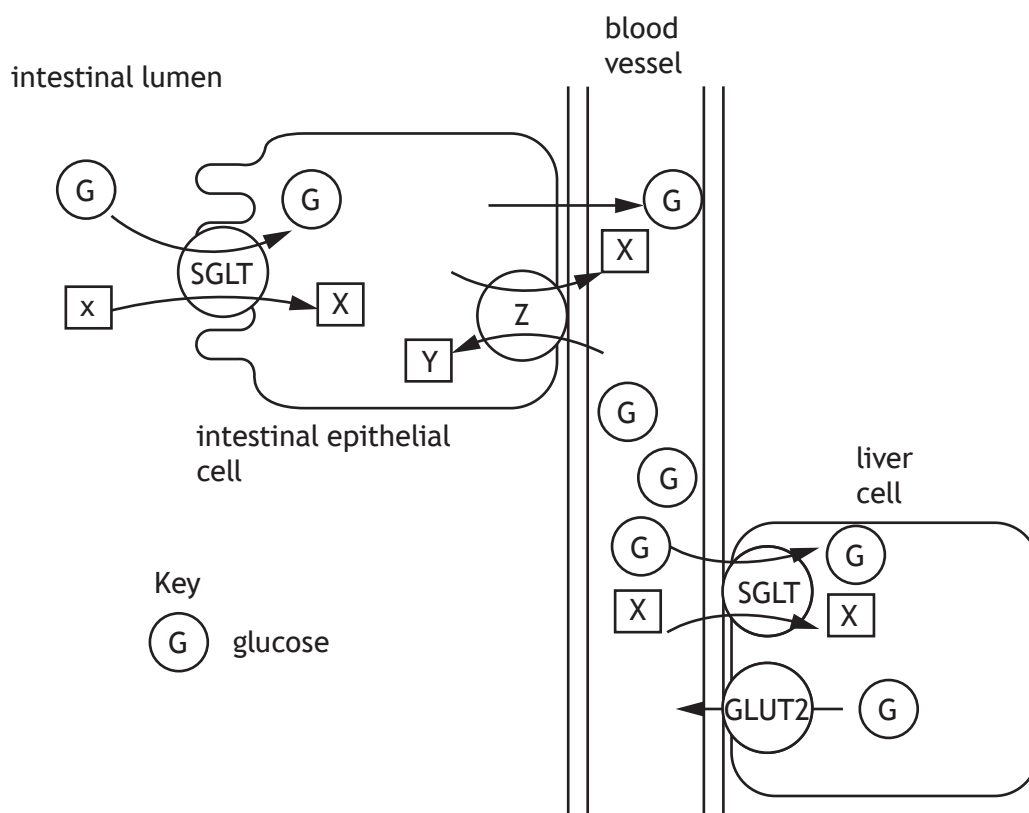 blood
vessel
intestinal lumen
G
G
G
X
SGLT
x
X
Z
Y
G
intestinal epithelial
cell
G
liver
cell
G
G
Key
SGLT
X
X
G
glucose
GLUT2
G